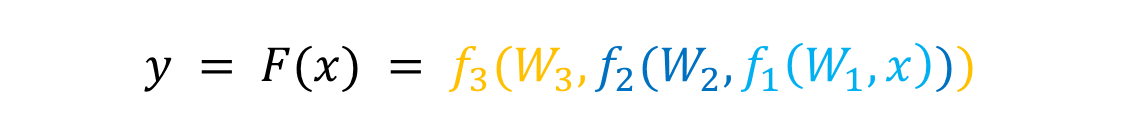 y = F(x) = f₃(W₃, f₂(W₂, f₁(W₁, x)))